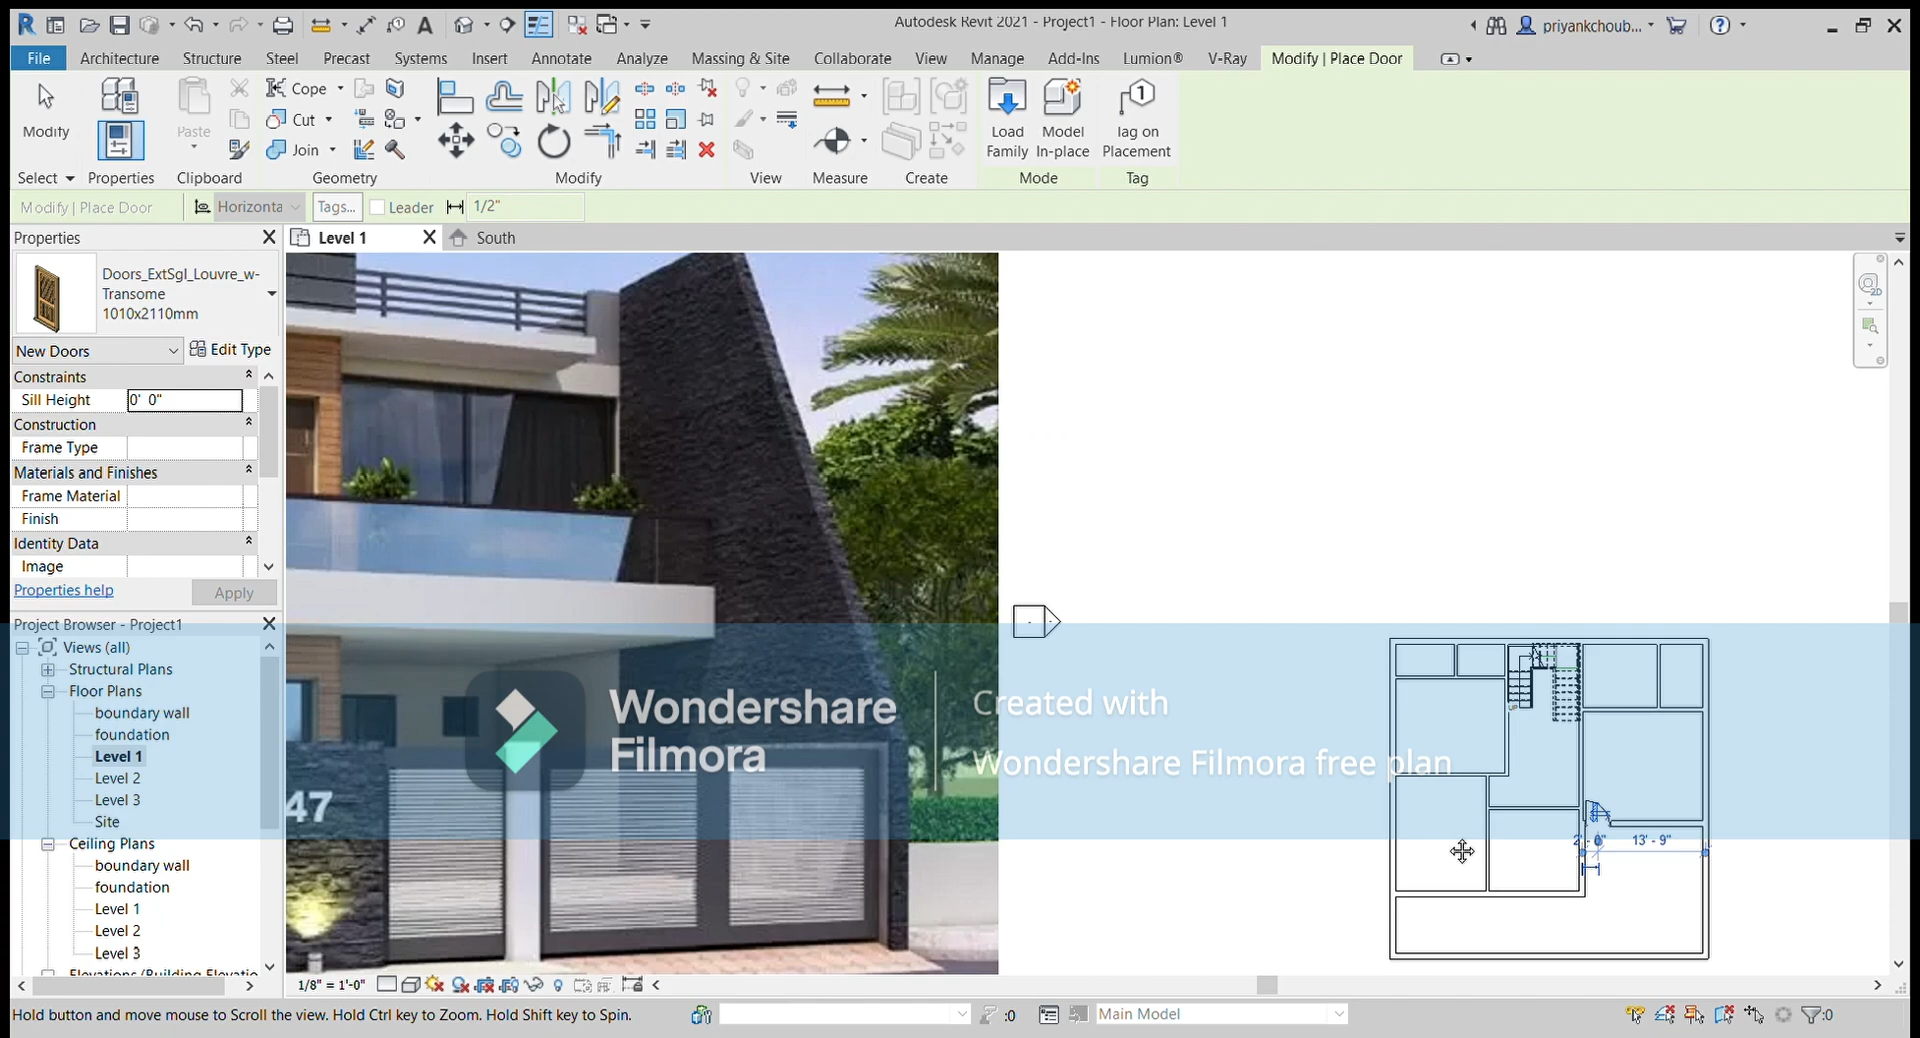 Autodesk Revit 2021 - Project1 - Floor Plan: Level 1
priyankchoub...
File Architecture Structure Steel Precast Systems Insert Annotate Analyze Massing & Site Collaborate View Manage Add-Ins Lumion® V-Ray Modify | Place Door
Modify
Paste
Cope
Cut
Join
Load Family
Model In-place
Tag on Placement
Select Properties Clipboard Geometry Modify View Measure Create Mode Tag
Modify | Place Door Horizonta Tags... Leader 1/2"
Properties
Level 1
South
Doors_ExtSgl_Louvre_w-
Transome
1010x2110mm
New Doors Edit Type
Constraints
Sill Height 0' 0"
Construction
Frame Type
Materials and Finishes
Frame Material
Finish
Identity Data
Image
Properties help Apply
Project Browser - Project1
Views (all)
Structural Plans
Floor Plans
boundary wall
foundation
Level 1
Level 2
Level 3
Site
Ceiling Plans
boundary wall
foundation
Level 1
Level 2
Level 3
Elevations (Building Elevatio
47
Wondershare
Filmora
Created with
Wondershare Filmora free plan
UP
2' - 0" 13' - 9"
1/8" = 1'-0"
Hold button and move mouse to Scroll the view. Hold Ctrl key to Zoom. Hold Shift key to Spin.
:0
Main Model
:0